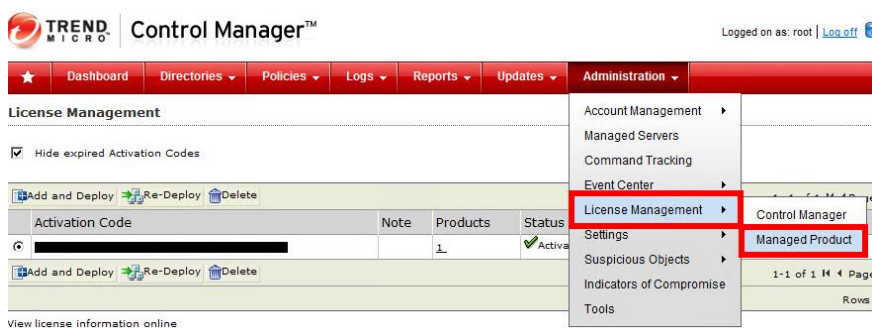 TREND MICRO Control Manager™
Logged on as: root | Log off
Dashboard Directories Policies Logs Reports Updates Administration
License Management
Hide expired Activation Codes
Add and Deploy Re-Deploy Delete
Activation Code Note Products Status
1
Add and Deploy Re-Deploy Delete
1-1 of 1 Page
Rows
View license information online
Account Management
Managed Servers
Command Tracking
Event Center
License Management
Settings
Suspicious Objects
Indicators of Compromise
Tools
Control Manager
Managed Product